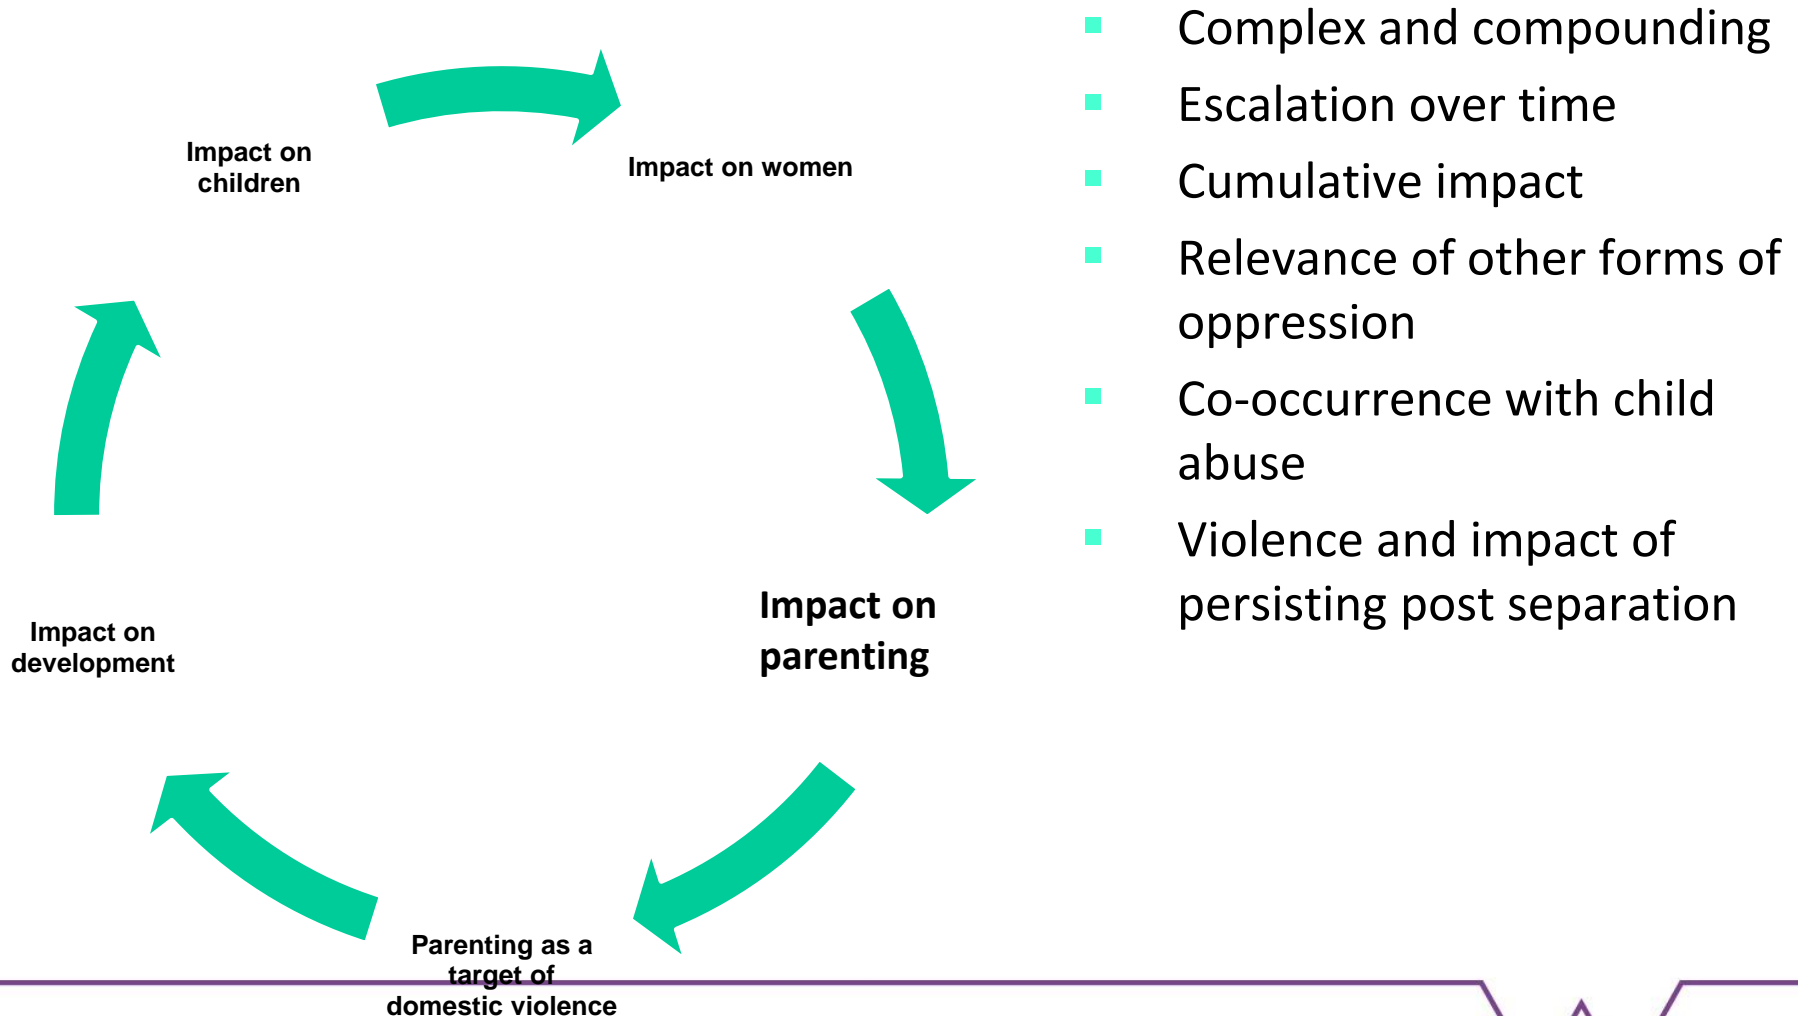 Impact on
children
Impact on women
Impact on
parenting
Parenting as a
target of
domestic violence
Impact on
development
Complex and compounding
Escalation over time
Cumulative impact
Relevance of other forms of
oppression
Co-occurrence with child
abuse
Violence and impact of
persisting post separation